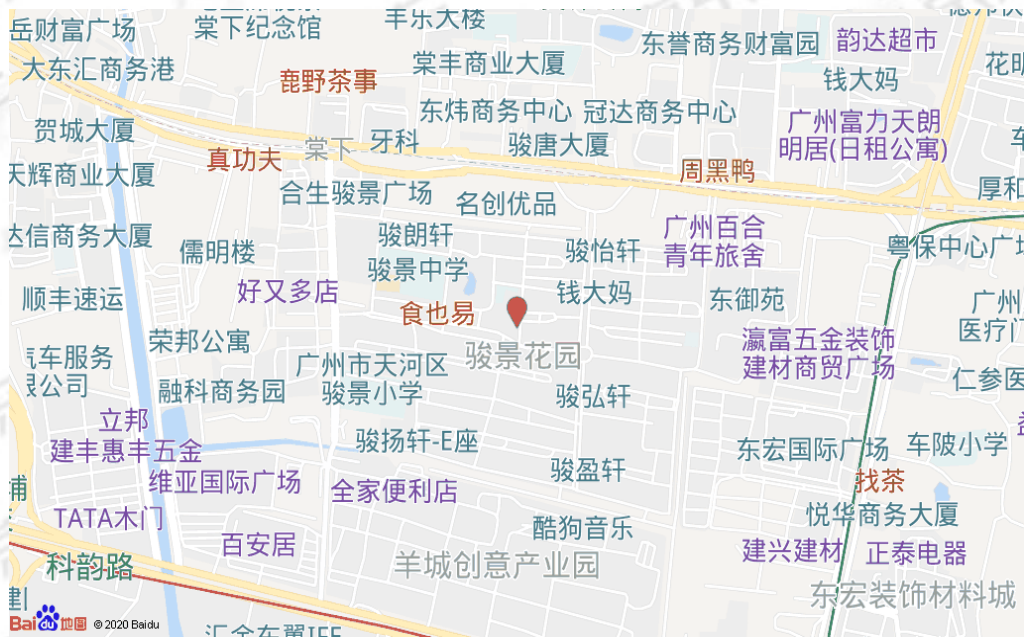 岳财富广场
棠下纪念馆
丰乐大楼
东誉商务财富园
韵达超市
大东汇商务港
鹿野茶事
棠丰商业大厦
钱大妈
花明
东炜商务中心
冠达商务中心
贺城大厦
棠下
牙科
骏唐大厦
广州富力天朗
明居(日租公寓)
真功夫
周黑鸭
天辉商业大厦
合生骏景广场
名创优品
厚和
达信商务大厦
儒明楼
骏朗轩
骏怡轩
广州百合
青年旅舍
粤保中心广场
骏景中学
顺丰速运
好又多店
食也易
钱大妈
东御苑
广州
医疗门
荣邦公寓
骏景花园
瀛富五金装饰
建材商贸广场
汽车服务
限公司
广州市天河区
骏景小学
融科商务园
骏弘轩
仁参医
立邦
建丰惠丰五金
骏扬轩-E座
东宏国际广场
车陂小学
维亚国际广场
全家便利店
骏盈轩
找茶
TATA木门
酷狗音乐
悦华商务大厦
百安居
建兴建材
正泰电器
科韵路
羊城创意产业园
东宏装饰材料城
Bai du 地图
© 2020 Baidu